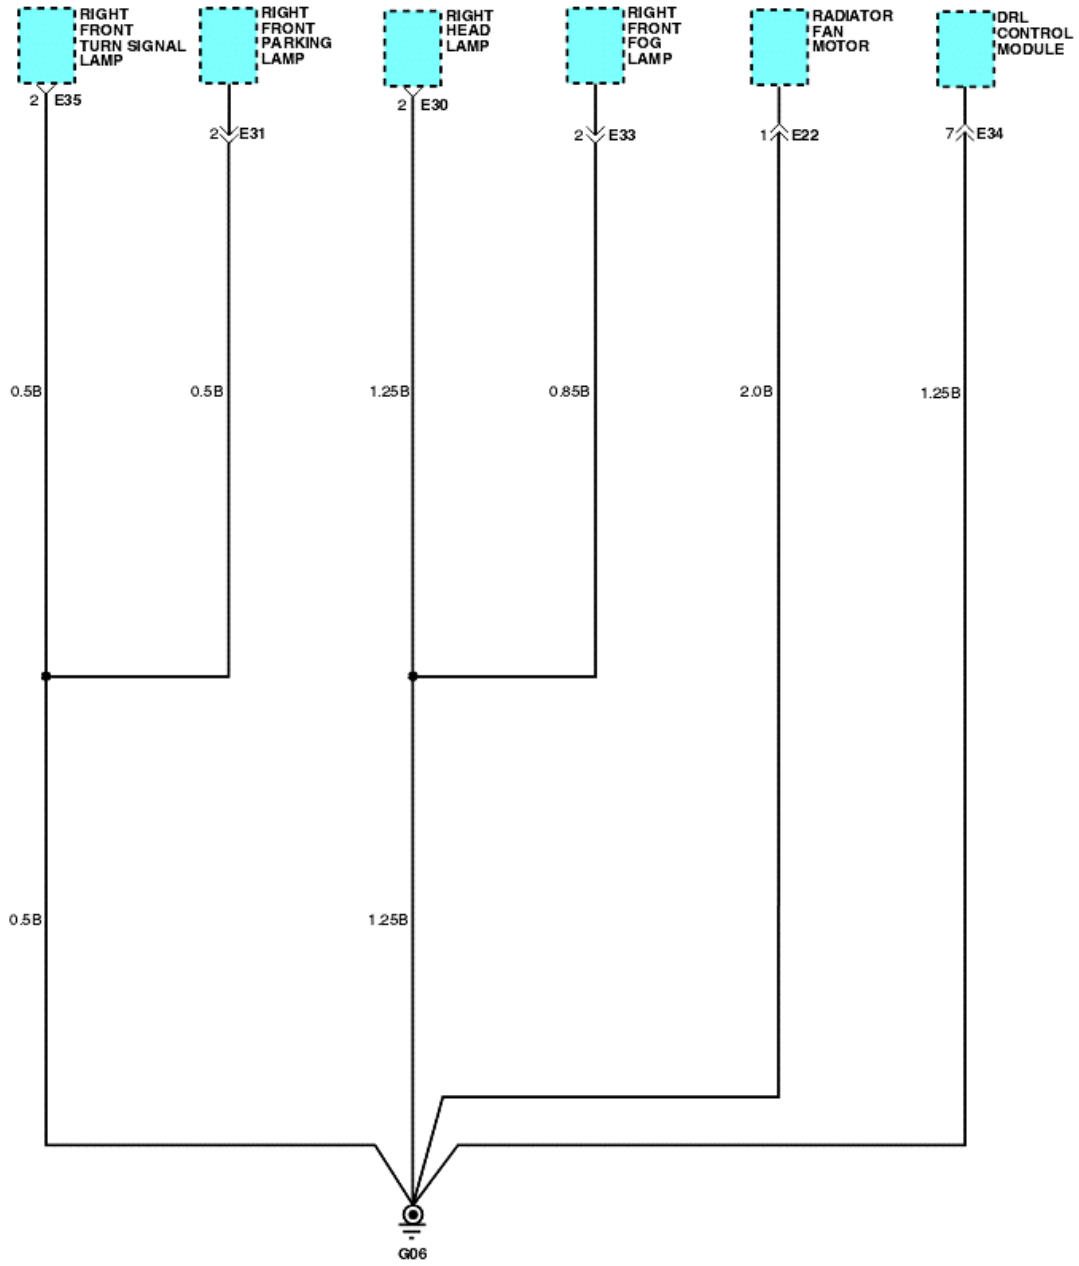 RIGHT
FRONT
TURN SIGNAL
LAMP
RIGHT
FRONT
PARKING
LAMP
RIGHT
HEAD
LAMP
RIGHT
FRONT
FOG
LAMP
RADIATOR
FAN
MOTOR
DRL
CONTROL
MODULE
2 E35
2 E31
2 E30
2 E33
1 E22
7 E34
0.5B
0.5B
1.25B
0.85B
2.0B
1.25B
0.5B
1.25B
G06